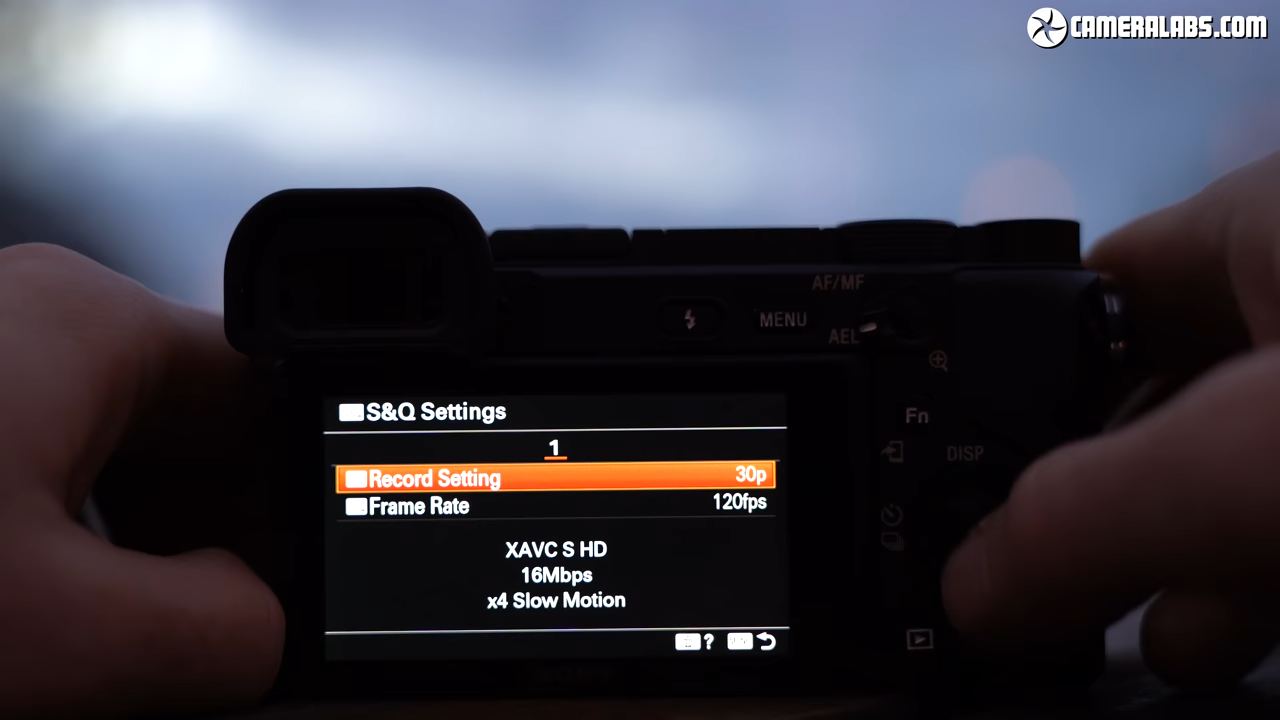 CAMERALABS.COM
AF/MF
MENU
AEL
Fn
DISP
S&Q Settings
1
Record Setting 30p
Frame Rate 120fps
XAVC S HD
16Mbps
x4 Slow Motion
?